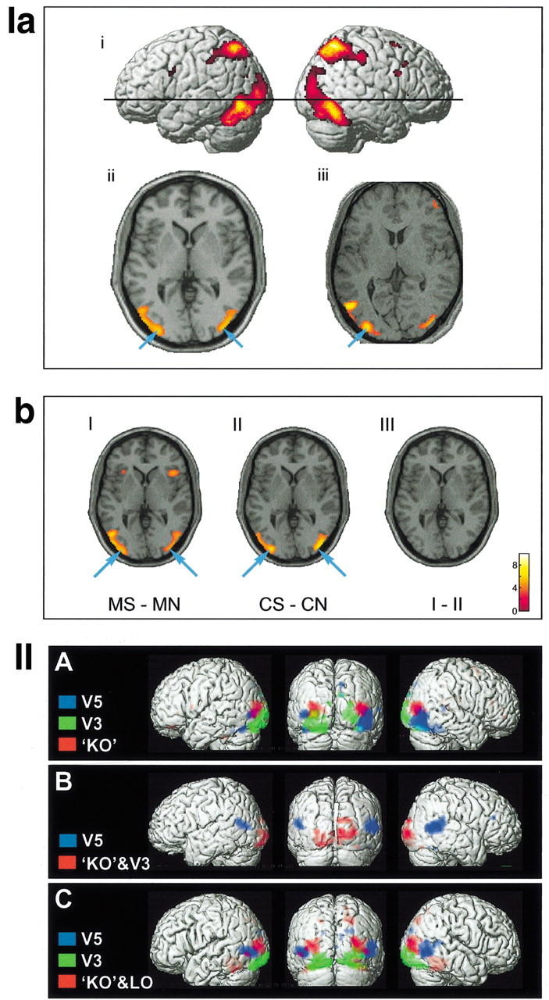 Ia
i
ii
iii
b
I
II
III
8
4
0
MS - MN
CS - CN
I - II
II
A
V5
V3
‘KO’
B
V5
‘KO’&V3
C
V5
V3
‘KO’&LO